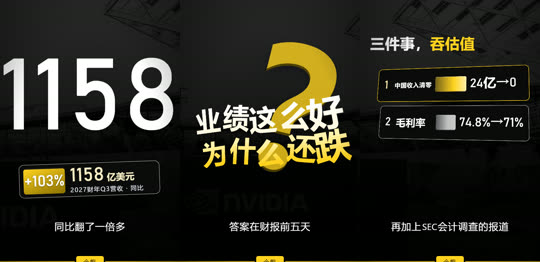 1158
+103%
1158 亿美元
2027财年Q3营收 · 同比
同比翻了一倍多
?
业绩这么好
为什么还跌
NVIDIA
答案在财报前五天
三件事，吞估值
1 中国收入清零 24亿→0
2 毛利率 74.8%→71%
再加上SEC会计调查的报道